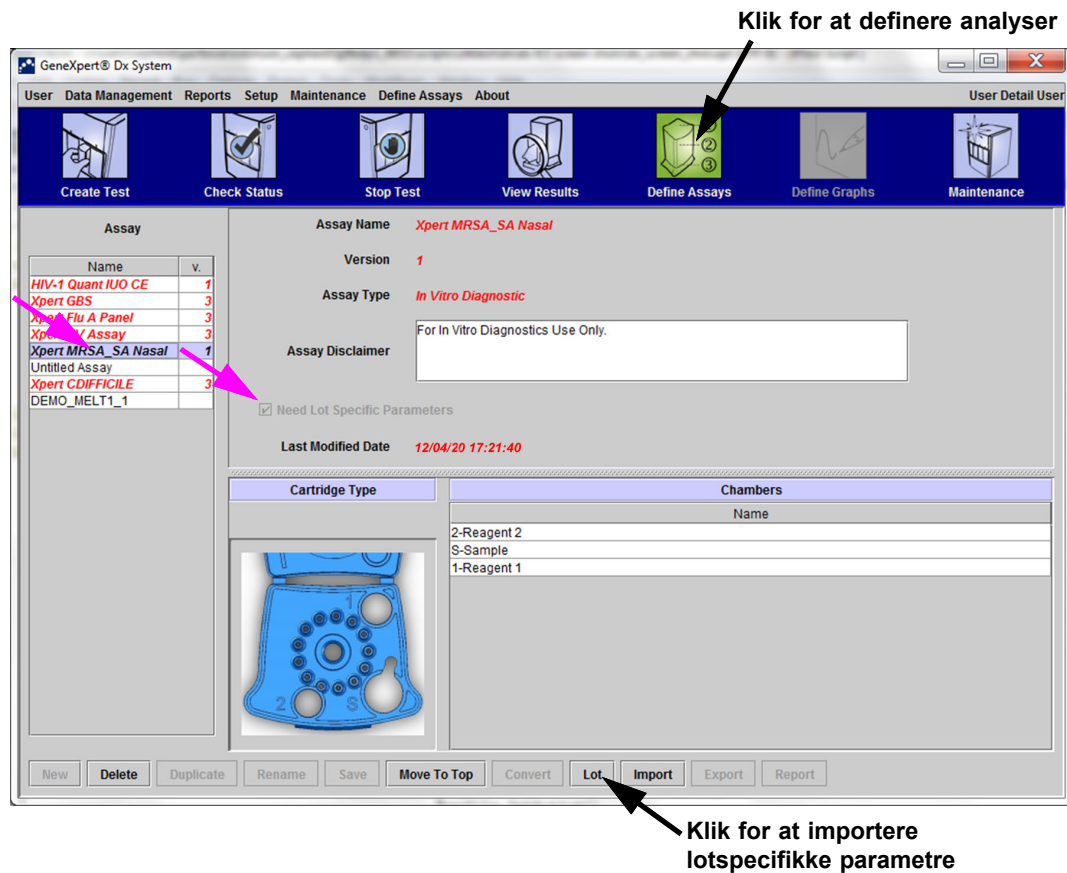 Klik for at definere analyser
GeneXpert® Dx System
User Data Management Reports Setup Maintenance Define Assays About User Detail User
Create Test Check Status Stop Test View Results Define Assays Define Graphs Maintenance
Assay
Name v.
HIV-1 Quant IUO CE 1
Xpert GBS 3
Xpert Flu A Panel 3
V Assay 3
Xpert MRSA_SA Nasal 1
Untitled Assay
Xpert CDIFFICILE 3
DEMO_MELT1_1
Assay Name Xpert MRSA_SA Nasal
Version 1
Assay Type In Vitro Diagnostic
Assay Disclaimer For In Vitro Diagnostics Use Only.
Need Lot Specific Parameters
Last Modified Date 12/04/20 17:21:40
Cartridge Type
Chambers
Name
2-Reagent 2
S-Sample
1-Reagent 1
1
2 S
New Delete Duplicate Rename Save Move To Top Convert Lot Import Export Report
Klik for at importere
lotspecifikke parametre